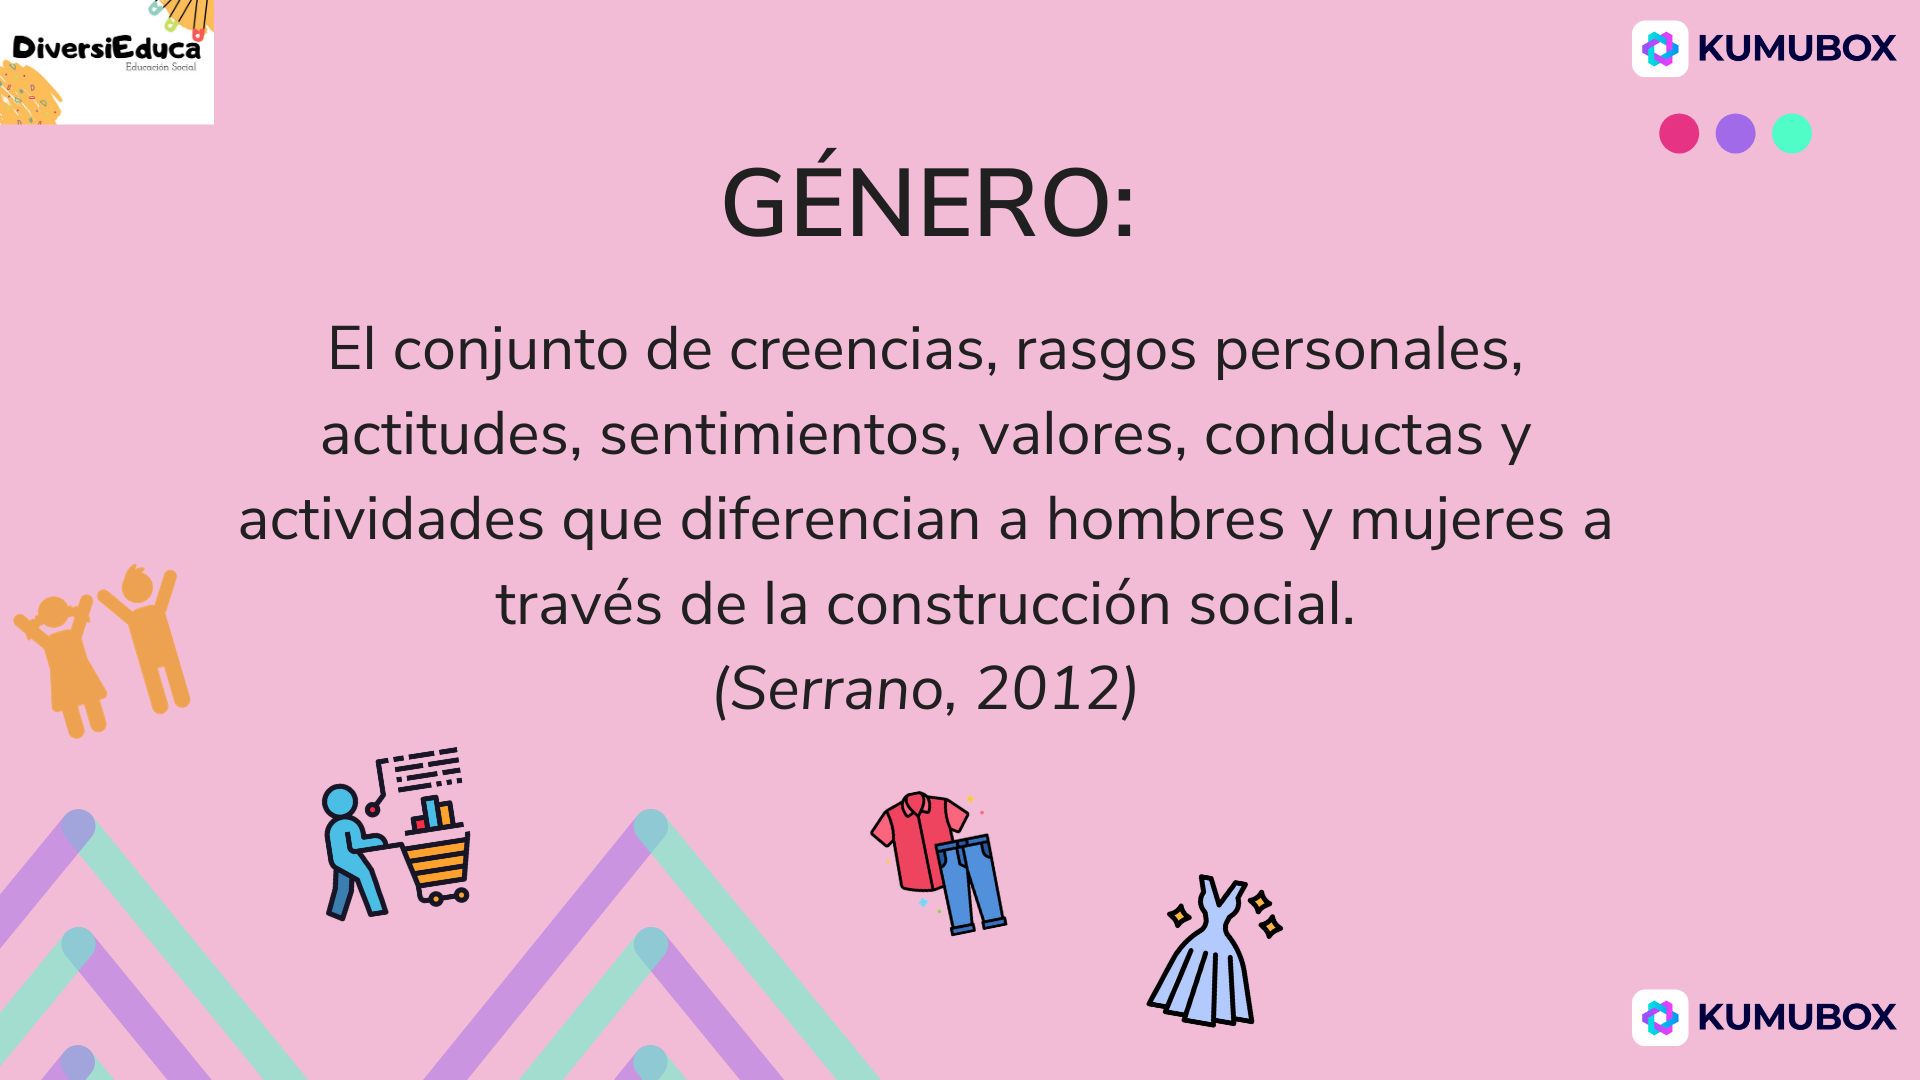 DiversiEduca
Educación Social
KUMUBOX
GÉNERO:
El conjunto de creencias, rasgos personales,
actitudes, sentimientos, valores, conductas y
actividades que diferencian a hombres y mujeres a
través de la construcción social.
(Serrano, 2012)
KUMUBOX